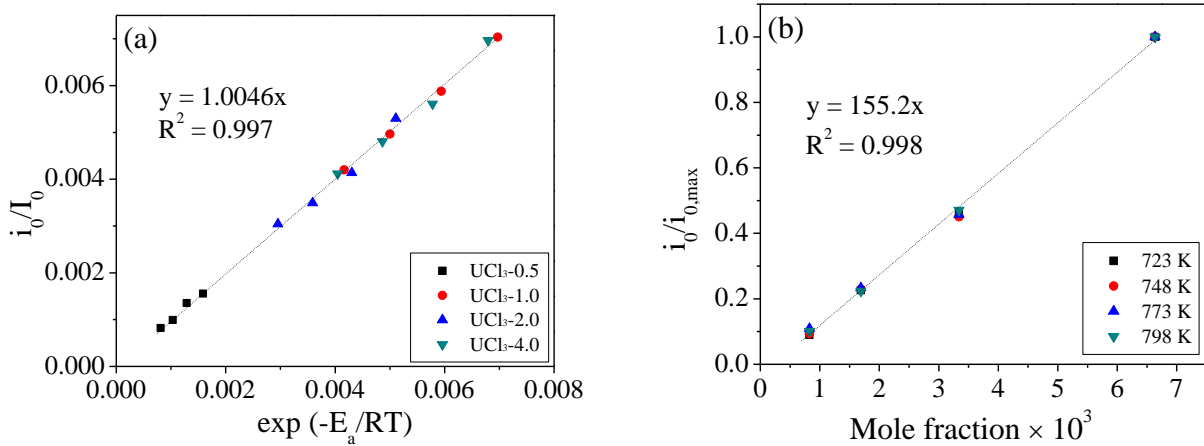 (a)
y = 1.0046x
R² = 0.997
i₀/I₀
0.006
0.004
0.002
0.000
0.000 0.002 0.004 0.006 0.008
exp (-Eₐ/RT)
UCl₃-0.5
UCl₃-1.0
UCl₃-2.0
UCl₃-4.0
(b)
y = 155.2x
R² = 0.998
i₀/i₀,max
1.0
0.8
0.6
0.4
0.2
0.0
0 1 2 3 4 5 6 7
Mole fraction × 10³
723 K
748 K
773 K
798 K